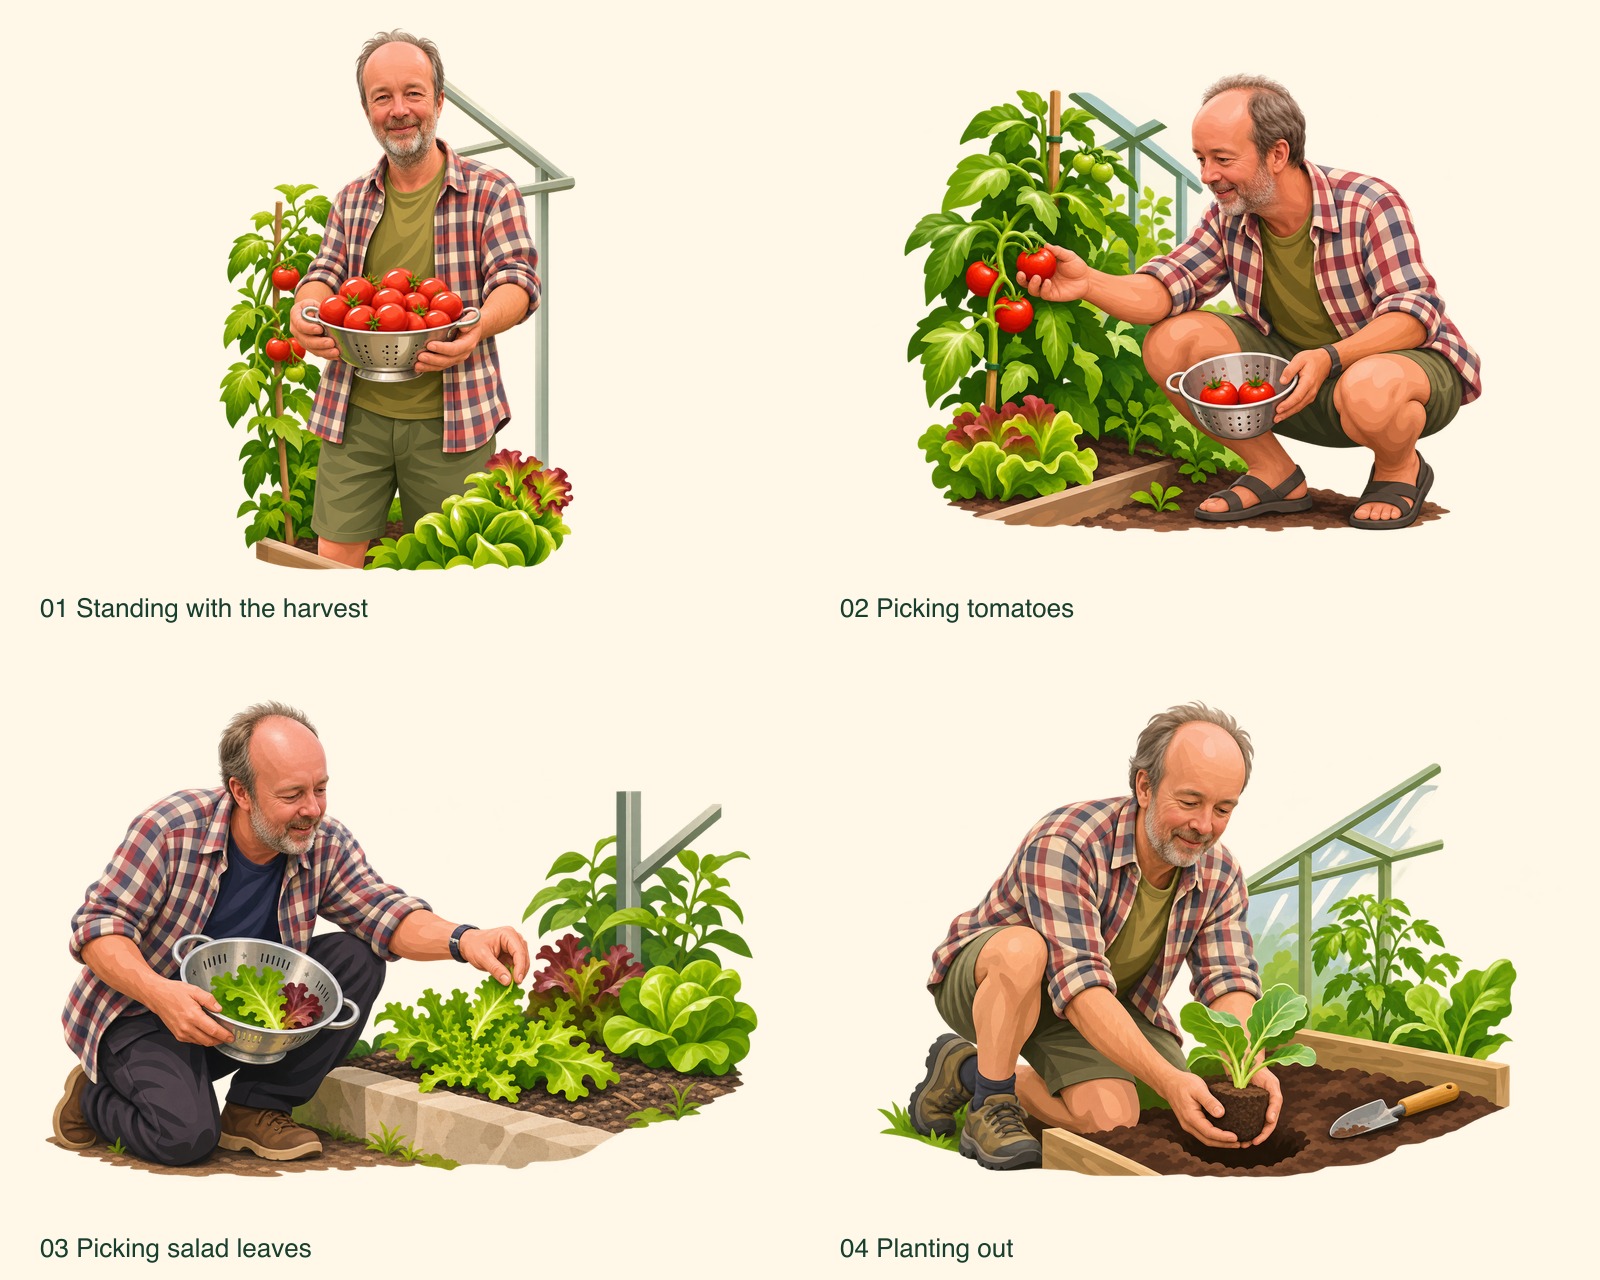 01 Standing with the harvest
02 Picking tomatoes
03 Picking salad leaves
04 Planting out